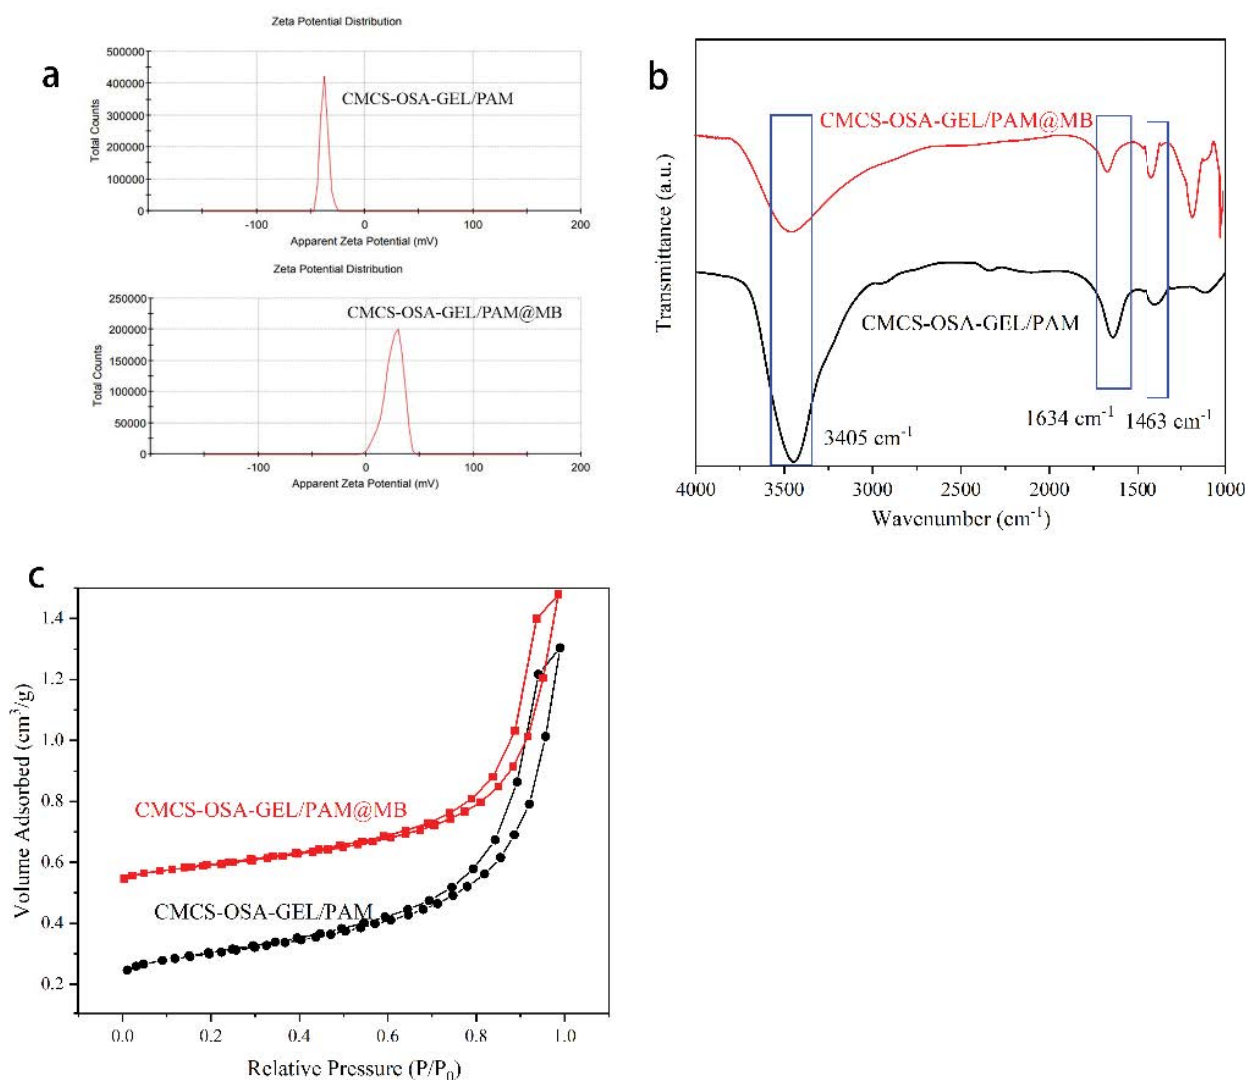 a
Zeta Potential Distribution
500000
400000
300000
200000
100000
0
Total Counts
CMCS-OSA-GEL/PAM
-100
0
100
200
Apparent Zeta Potential (mV)
Zeta Potential Distribution
250000
200000
150000
100000
50000
0
Total Counts
CMCS-OSA-GEL/PAM@MB
-100
0
100
200
Apparent Zeta Potential (mV)
b
Transmittance (a.u.)
CMCS-OSA-GEL/PAM@MB
CMCS-OSA-GEL/PAM
3405 cm⁻¹
1634 cm⁻¹
1463 cm⁻¹
4000
3500
3000
2500
2000
1500
1000
Wavenumber (cm⁻¹)
c
Volume Adsorbed (cm³/g)
1.4
1.2
1.0
0.8
0.6
0.4
0.2
CMCS-OSA-GEL/PAM@MB
CMCS-OSA-GEL/PAM
0.0
0.2
0.4
0.6
0.8
1.0
Relative Pressure (P/P₀)